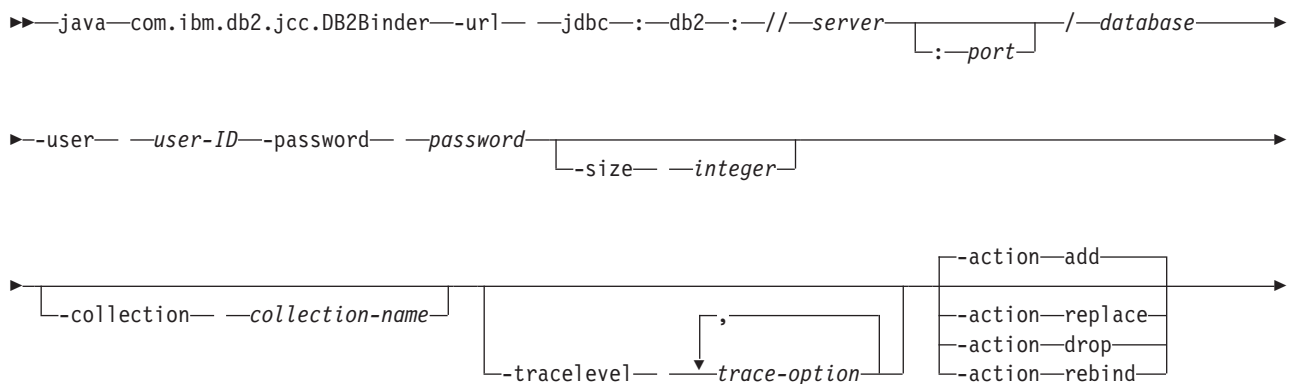 java com.ibm.db2.jcc.DB2Binder -url jdbc : db2 : // server / database
: port
-user user-ID -password password
-size integer
-action add
-collection collection-name
,
-tracelevel trace-option
-action replace
-action drop
-action rebind